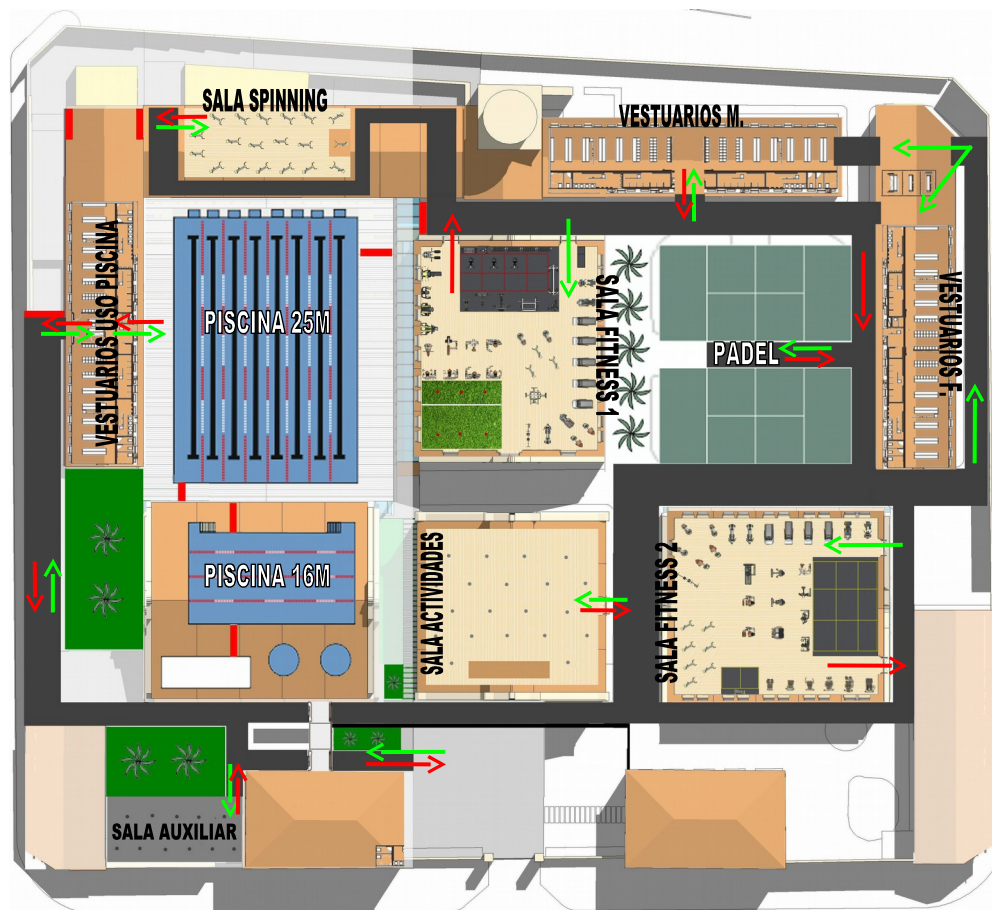 SALA SPINNING
VESTUARIOS M.
VESTUARIOS USO PISCINA
PISCINA 25M
SALA FITNESS 1
PADEL
VESTUARIOS F.
PISCINA 16M
SALA ACTIVIDADES
SALA FITNESS 2
SALA AUXILIAR